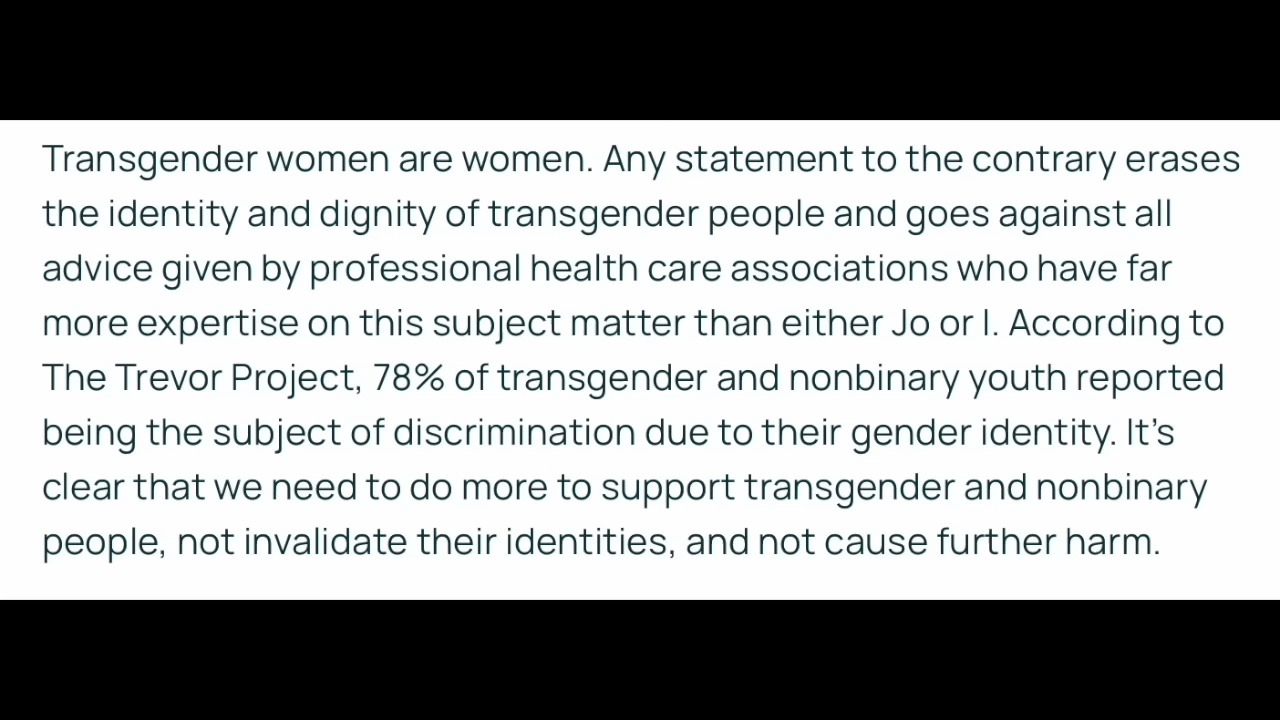 Transgender women are women. Any statement to the contrary erases
the identity and dignity of transgender people and goes against all
advice given by professional health care associations who have far
more expertise on this subject matter than either Jo or I. According to
The Trevor Project, 78% of transgender and nonbinary youth reported
being the subject of discrimination due to their gender identity. It’s
clear that we need to do more to support transgender and nonbinary
people, not invalidate their identities, and not cause further harm.